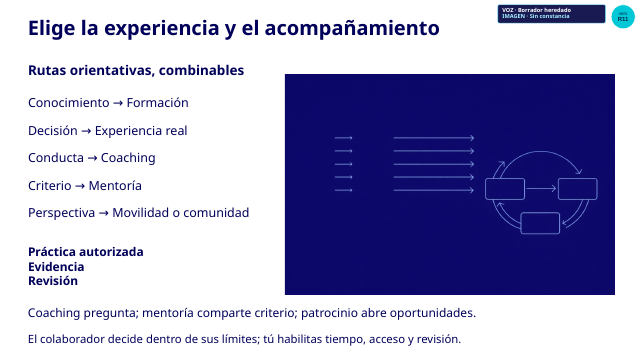 Elige la experiencia y el acompañamiento
VOZ · Borrador heredado
IMAGEN · Sin constancia
R11
Rutas orientativas, combinables
Conocimiento → Formación
Decisión → Experiencia real
Conducta → Coaching
Criterio → Mentoría
Perspectiva → Movilidad o comunidad
Práctica autorizada
Evidencia
Revisión
Coaching pregunta; mentoría comparte criterio; patrocinio abre oportunidades.
El colaborador decide dentro de sus límites; tú habilitas tiempo, acceso y revisión.